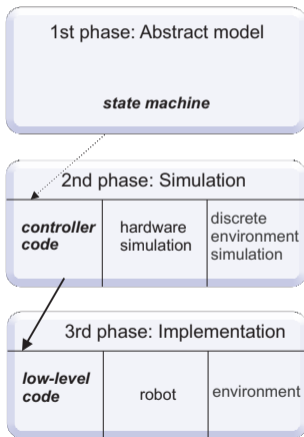 1st phase: Abstract model
state machine
2nd phase: Simulation
controller
code
hardware
simulation
discrete
environment
simulation
3rd phase: Implementation
low-level
code
robot
environment